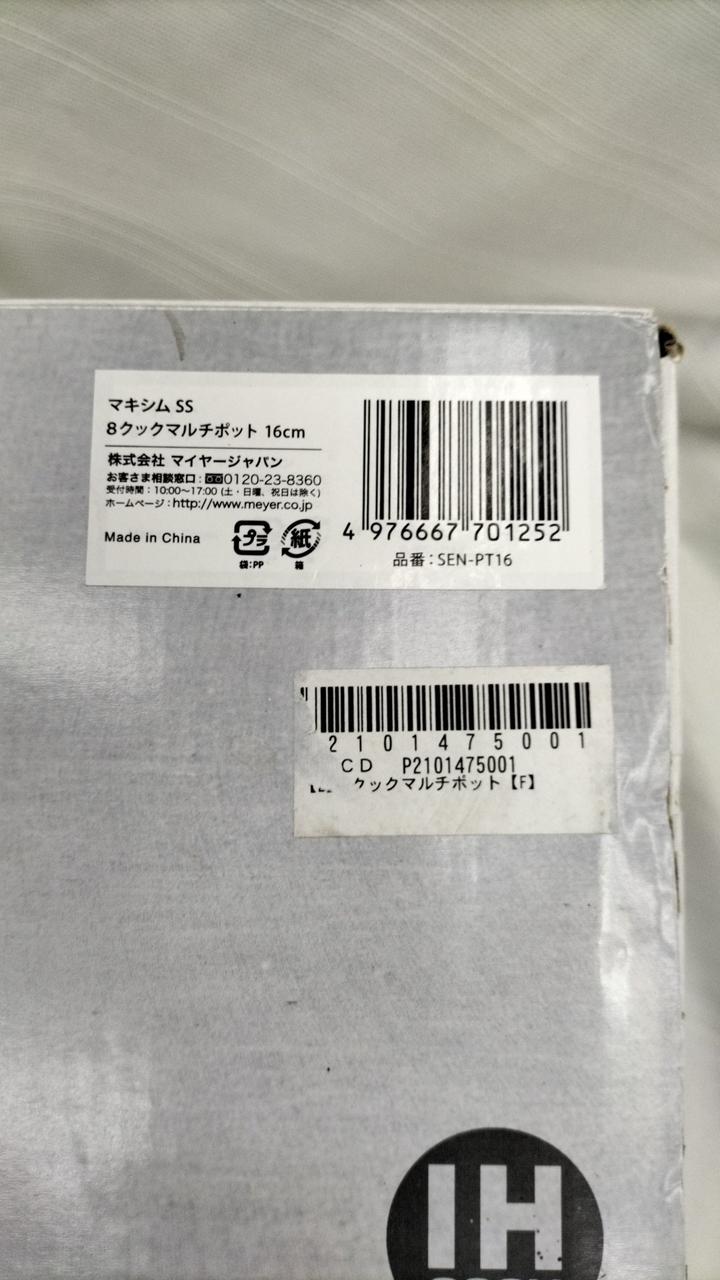 マキシム SS
8クックマルチポット 16cm
株式会社 マイヤージャパン
お客さま相談窓口：0120-23-8360
受付時間：10:00～17:00 (土・日曜、祝日は除く)
ホームページ：http://www.meyer.co.jp
Made in China
プラ
袋:PP
紙
箱
4 976667 701252
品番：SEN-PT16
2101475001
CD P2101475001
クックマルチポット【F】
IH